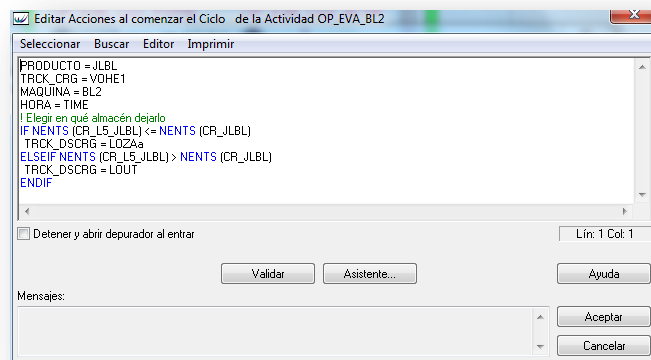 Editar Acciones al comenzar el Ciclo de la Actividad OP_EVA_BL2
Seleccionar Buscar Editor Imprimir
PRODUCTO = JLBL
TRCK_CRG = VOHE1
MAQUINA = BL2
HORA = TIME
! Elegir en qué almacén dejarlo
IF NENTS (CR_L5_JLBL) <= NENTS (CR_JLBL)
TRCK_DSCRG = LOZAa
ELSEIF NENTS (CR_L5_JLBL) > NENTS (CR_JLBL)
TRCK_DSCRG = LOUT
ENDIF
Detener y abrir depurador al entrar
Lín: 1 Col: 1
Validar Asistente... Ayuda
Mensajes:
Aceptar
Cancelar